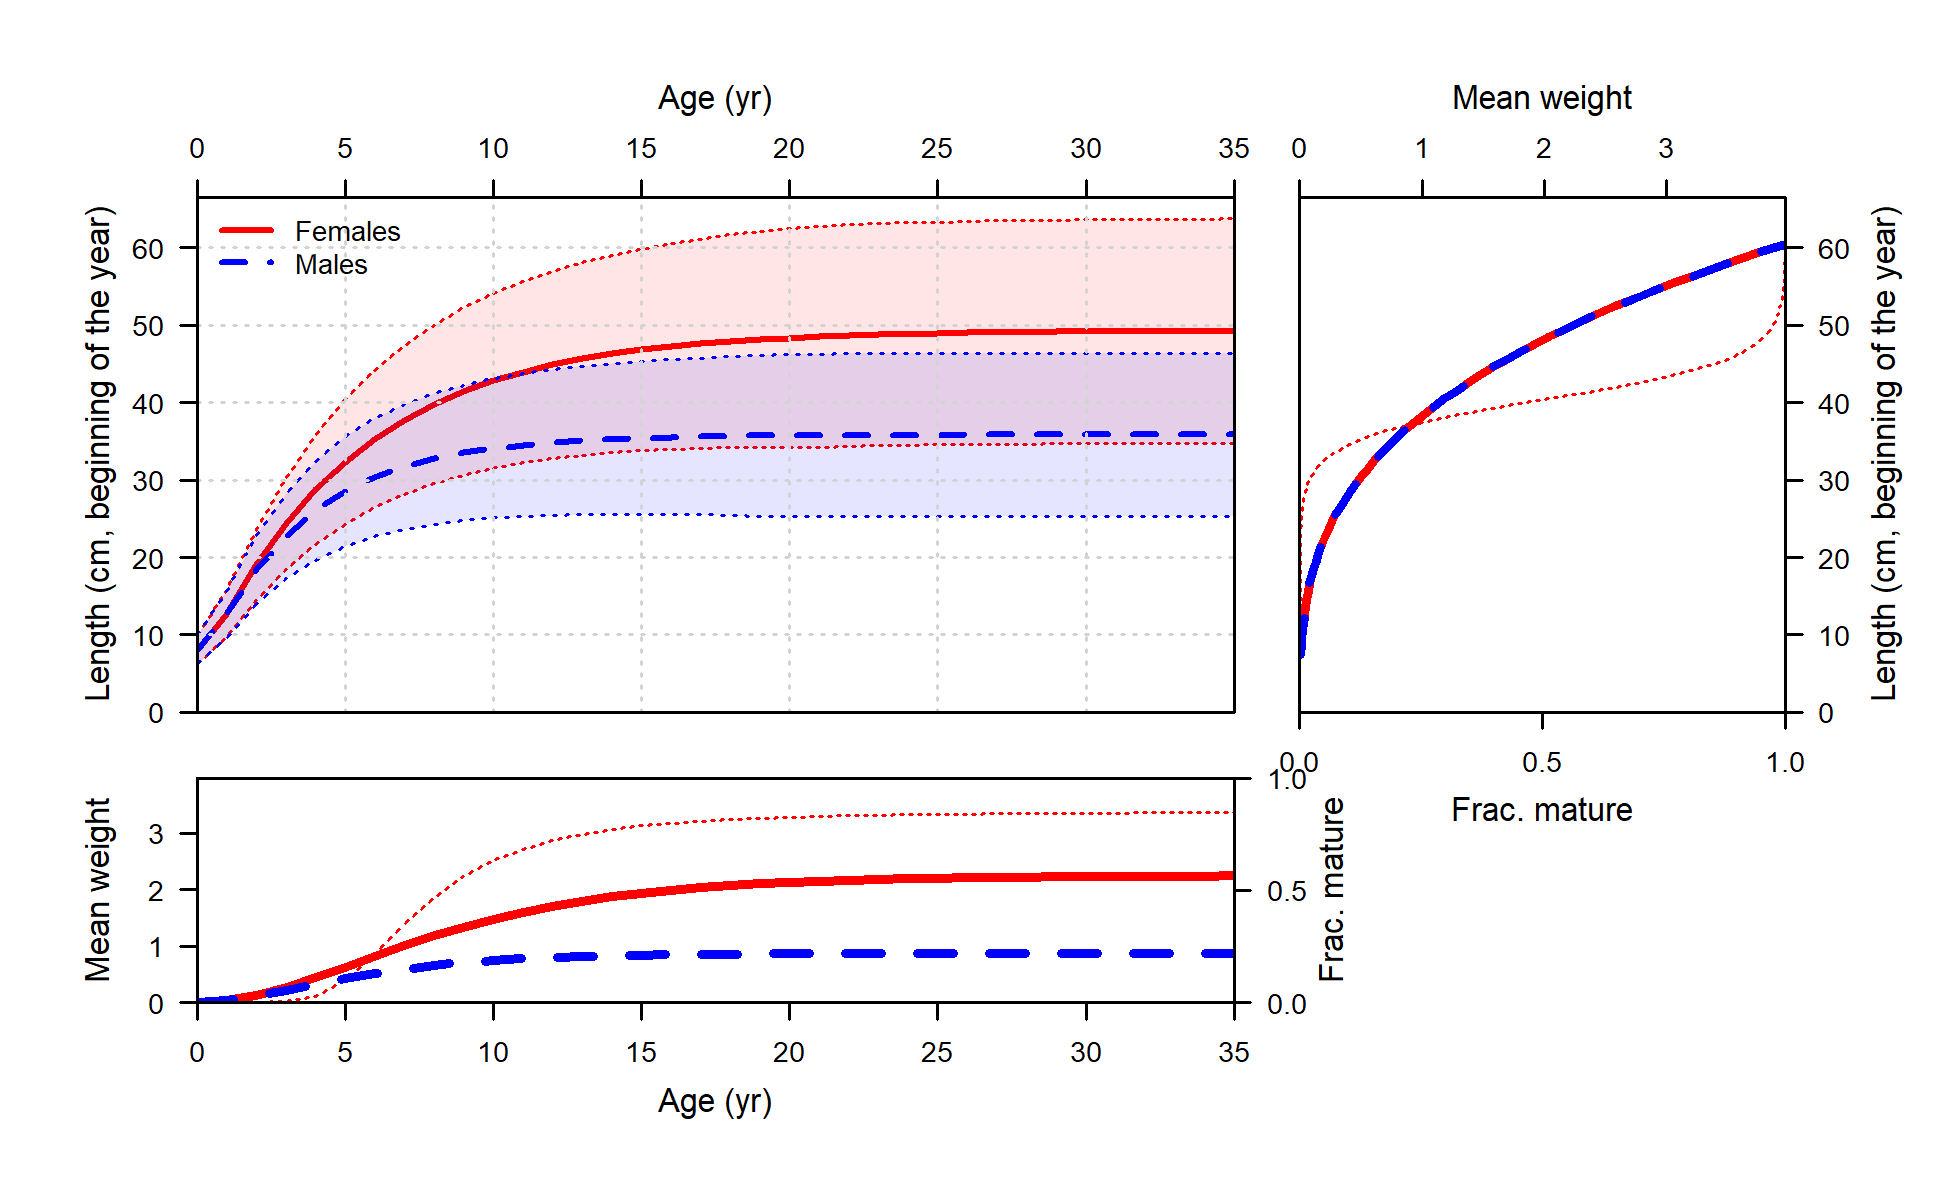 Age (yr)
0 5 10 15 20 25 30 35
Length (cm, beginning of the year)
60
50
40
30
20
10
0
Females
Males
Mean weight
0 1 2 3
60
50
40
30
20
10
0
Length (cm, beginning of the year)
0.0 0.5 1.0
Frac. mature
Mean weight
3
2
1
0
1.0
0.5
0.0
Frac. mature
0 5 10 15 20 25 30 35
Age (yr)